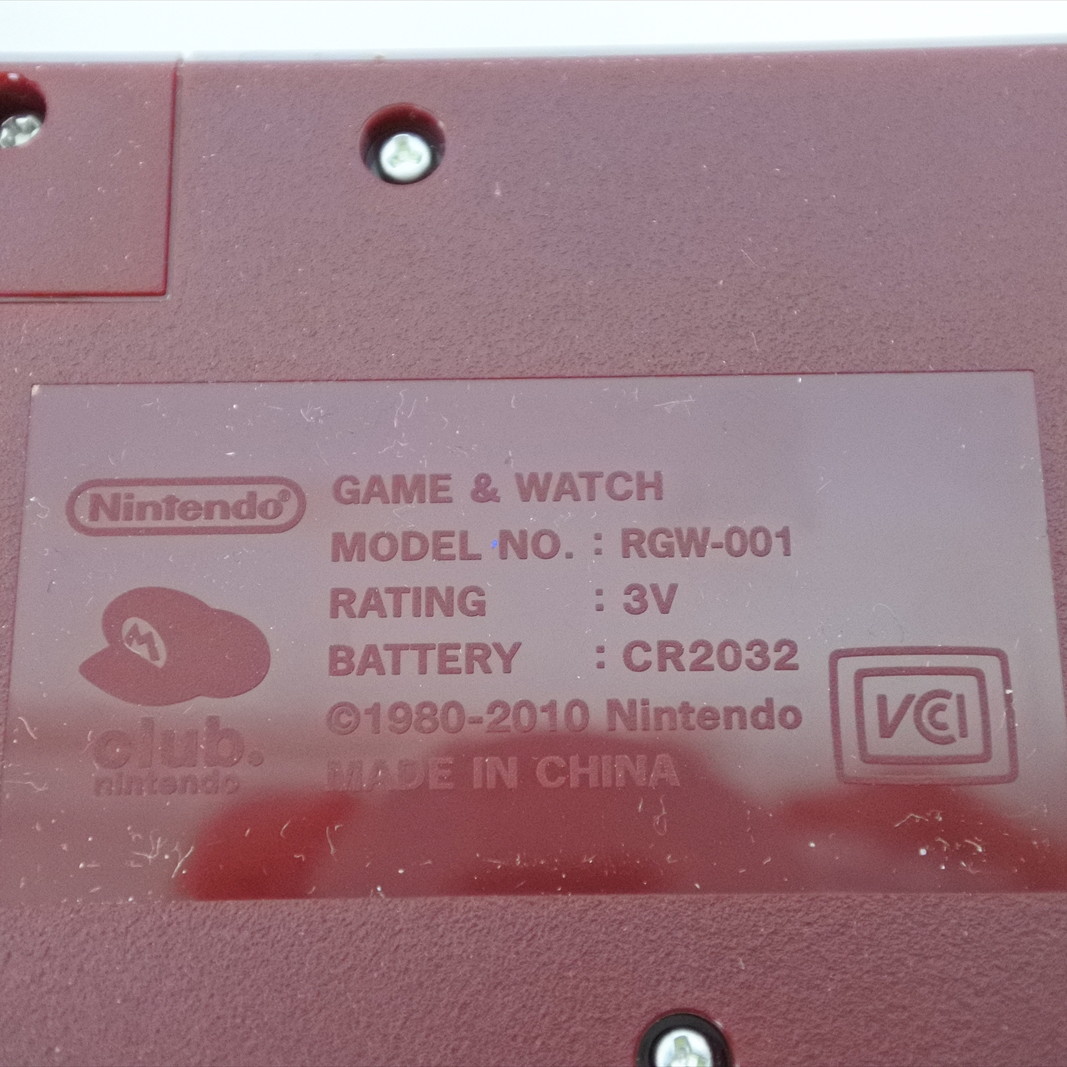 Nintendo®
GAME & WATCH
MODEL NO. : RGW-001
RATING : 3V
BATTERY : CR2032
©1980-2010 Nintendo
MADE IN CHINA
M
club.
nintendo
VCCI